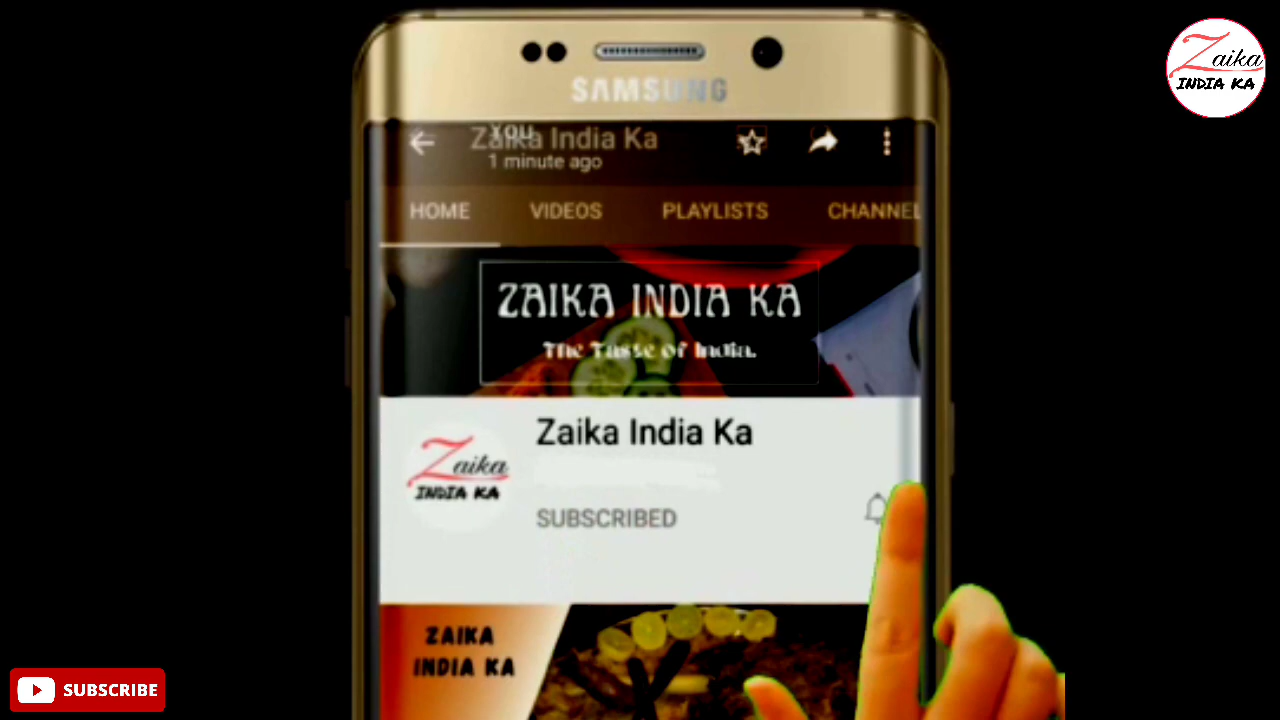 SAMSUNG
Zaika India Ka
You
1 minute ago
HOME VIDEOS PLAYLISTS CHANNEL
ZAIKA INDIA KA
The Taste of India.
Zaika India Ka
Zaika
INDIA KA
SUBSCRIBED
ZAIKA
INDIA KA
Zaika
INDIA KA
SUBSCRIBE